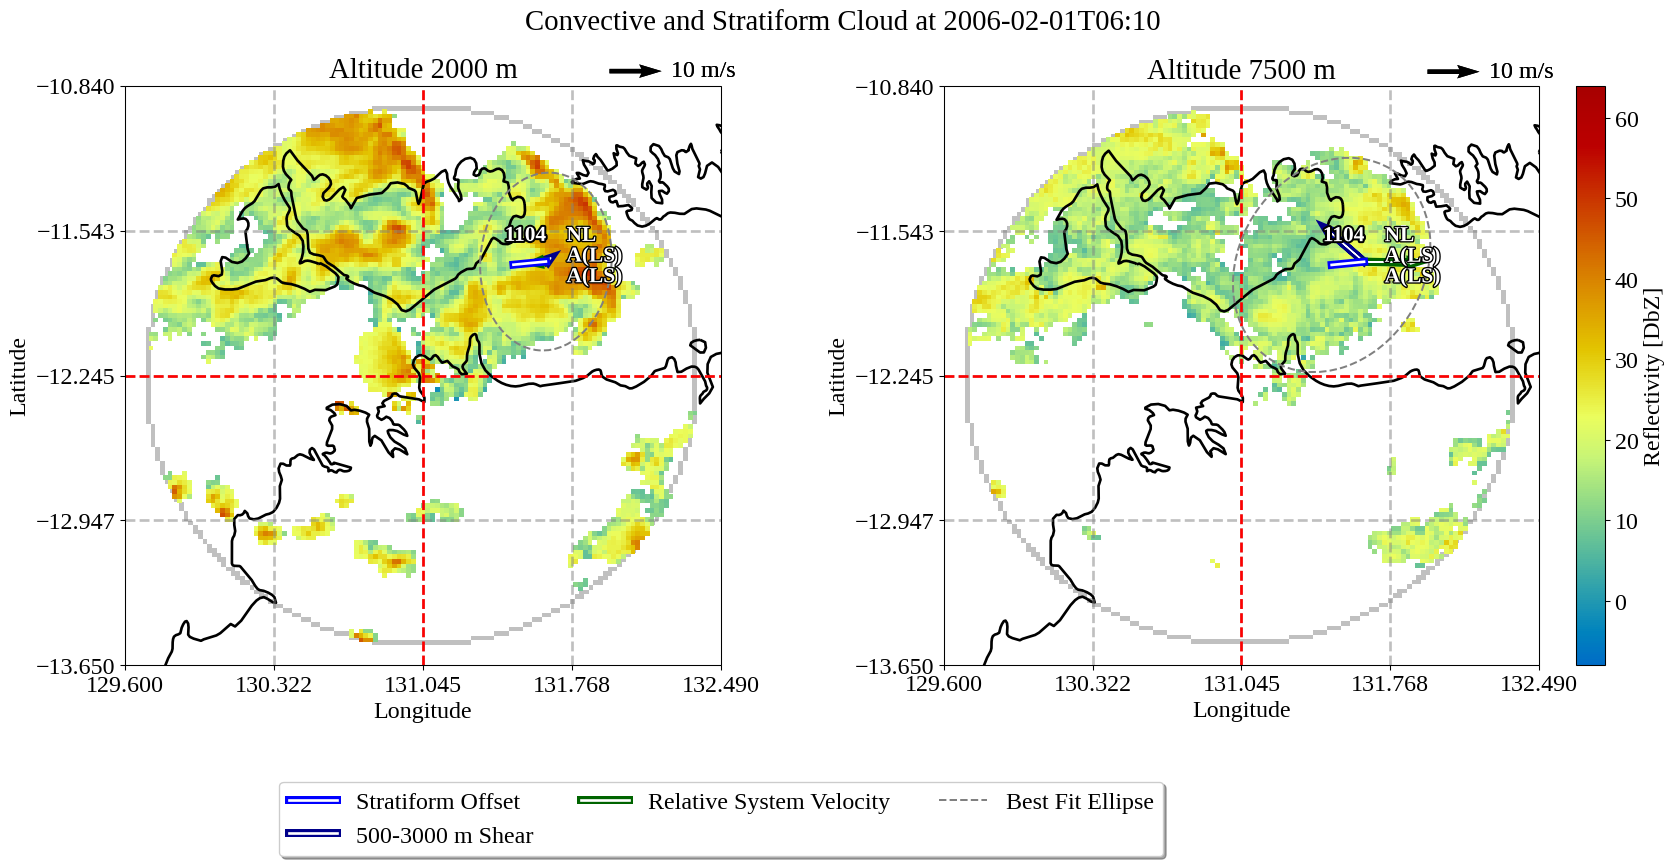 Convective and Stratiform Cloud at 2006-02-01T06:10
Altitude 2000 m
10 m/s
−10.840
−11.543
−12.245
−12.947
−13.650
Latitude
1104
NL
A(LS)
A(LS)
129.600
130.322
131.045
131.768
132.490
Longitude
Altitude 7500 m
10 m/s
−10.840
−11.543
−12.245
−12.947
−13.650
Latitude
1104
NL
A(LS)
A(LS)
129.600
130.322
131.045
131.768
132.490
Longitude
60
50
40
30
20
10
0
Reflectivity [DbZ]
Stratiform Offset
500-3000 m Shear
Relative System Velocity
Best Fit Ellipse